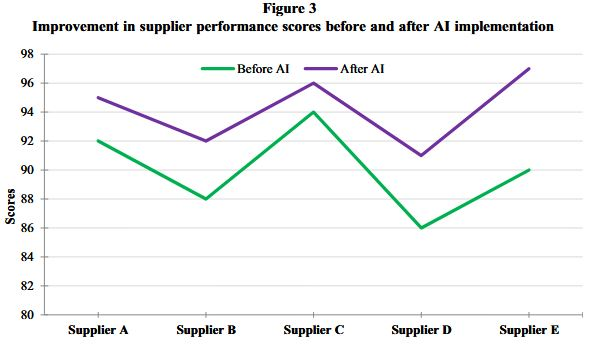 Figure 3
Improvement in supplier performance scores before and after AI implementation
98
Before AI After AI
96
94
92
90
88
86
84
82
80
Scores
Supplier A Supplier B Supplier C Supplier D Supplier E